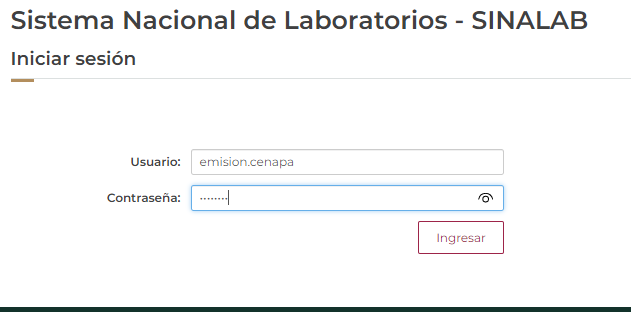 Sistema Nacional de Laboratorios - SINALAB
Iniciar sesión
Usuario: emision.cenapa
Contraseña: ........
Ingresar